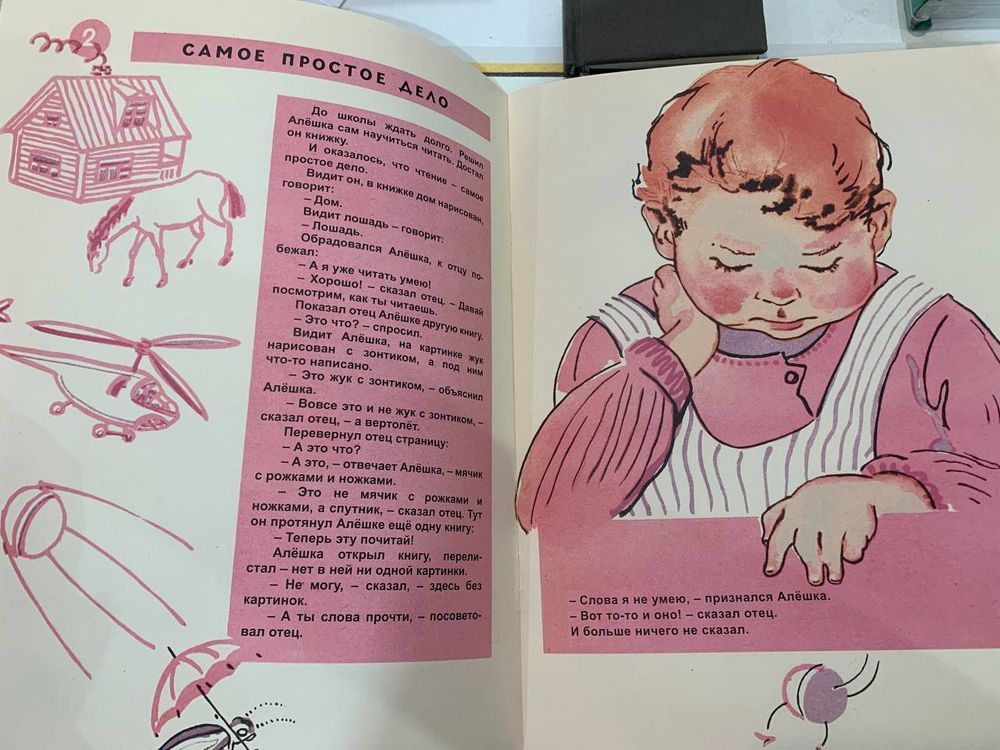 2
САМОЕ ПРОСТОЕ ДЕЛО
До школы ждать долго. Решил
Алёшка сам научиться читать. Достал
он книжку.
И оказалось, что чтение – самое
простое дело.
Видит он, в книжке дом нарисован,
говорит:
– Дом.
Видит лошадь – говорит:
– Лошадь.
Обрадовался Алёшка, к отцу по-
бежал:
– А я уже читать умею!
– Хорошо! – сказал отец. – Давай
посмотрим, как ты читаешь.
Показал отец Алёшке другую книгу.
– Это что? – спросил.
Видит Алёшка, на картинке жук
нарисован с зонтиком, а под ним
что-то написано.
– Это жук с зонтиком, – объяснил
Алёшка.
– Вовсе это и не жук с зонтиком, –
сказал отец, – а вертолёт.
Перевернул отец страницу:
– А это что?
– А это, – отвечает Алёшка, – мячик
с рожками и ножками.
– Это не мячик с рожками и
ножками, а спутник, – сказал отец. Тут
он протянул Алёшке ещё одну книгу:
– Теперь эту почитай!
Алёшка открыл книгу, перели-
стал – нет в ней ни одной картинки.
– Не могу, – сказал, – здесь без
картинок.
– А ты слова прочти, – посовето-
вал отец.
– Слова я не умею, – признался Алёшка.
– Вот то-то и оно! – сказал отец.
И больше ничего не сказал.